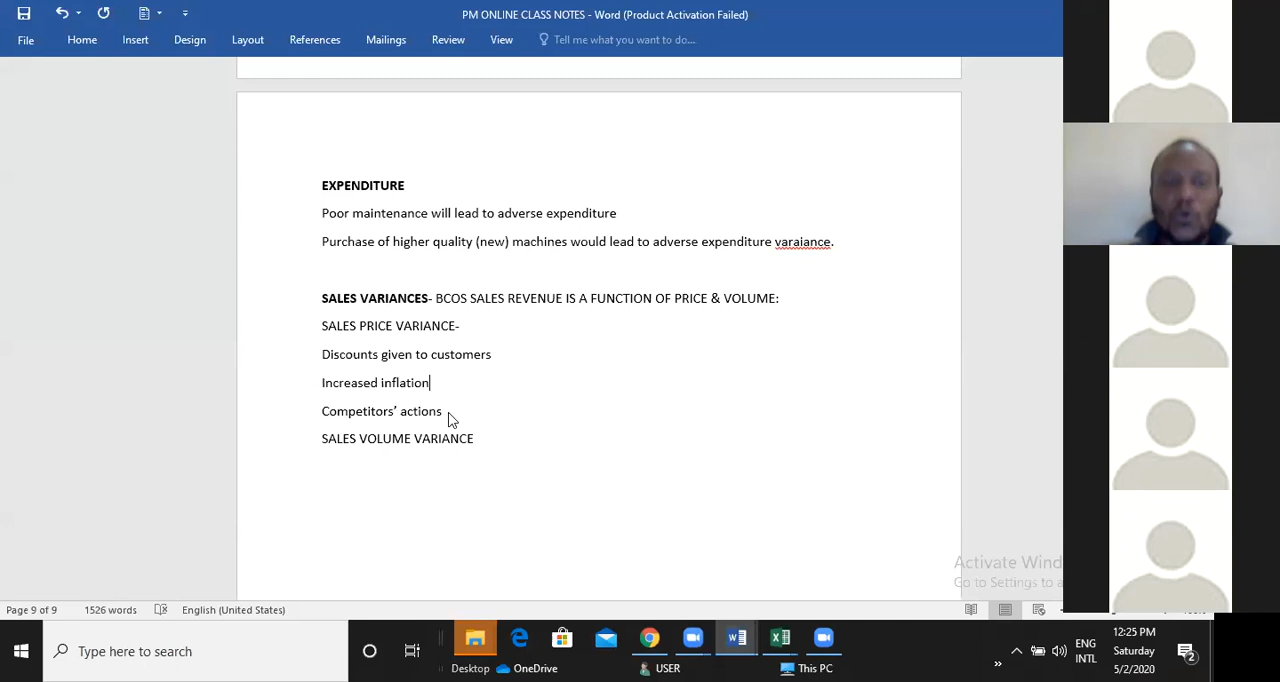 PM ONLINE CLASS NOTES - Word (Product Activation Failed)
File Home Insert Design Layout References Mailings Review View Tell me what you want to do...
EXPENDITURE
Poor maintenance will lead to adverse expenditure
Purchase of higher quality (new) machines would lead to adverse expenditure varaiance.
SALES VARIANCES- BCOS SALES REVENUE IS A FUNCTION OF PRICE & VOLUME:
SALES PRICE VARIANCE-
Discounts given to customers
Increased inflation
Competitors’ actions
SALES VOLUME VARIANCE
Activate Wind
Go to Settings to a
Page 9 of 9 1526 words English (United States)
Type here to search
Desktop OneDrive USER This PC
ENG
INTL
12:25 PM
Saturday
5/2/2020
2